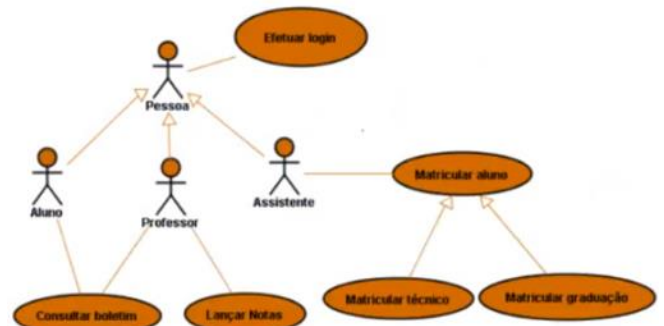 Efetuar login
Pessoa
Aluno
Professor
Assistente
Matricular aluno
Consultar boletim
Lançar Notas
Matricular técnico
Matricular graduação